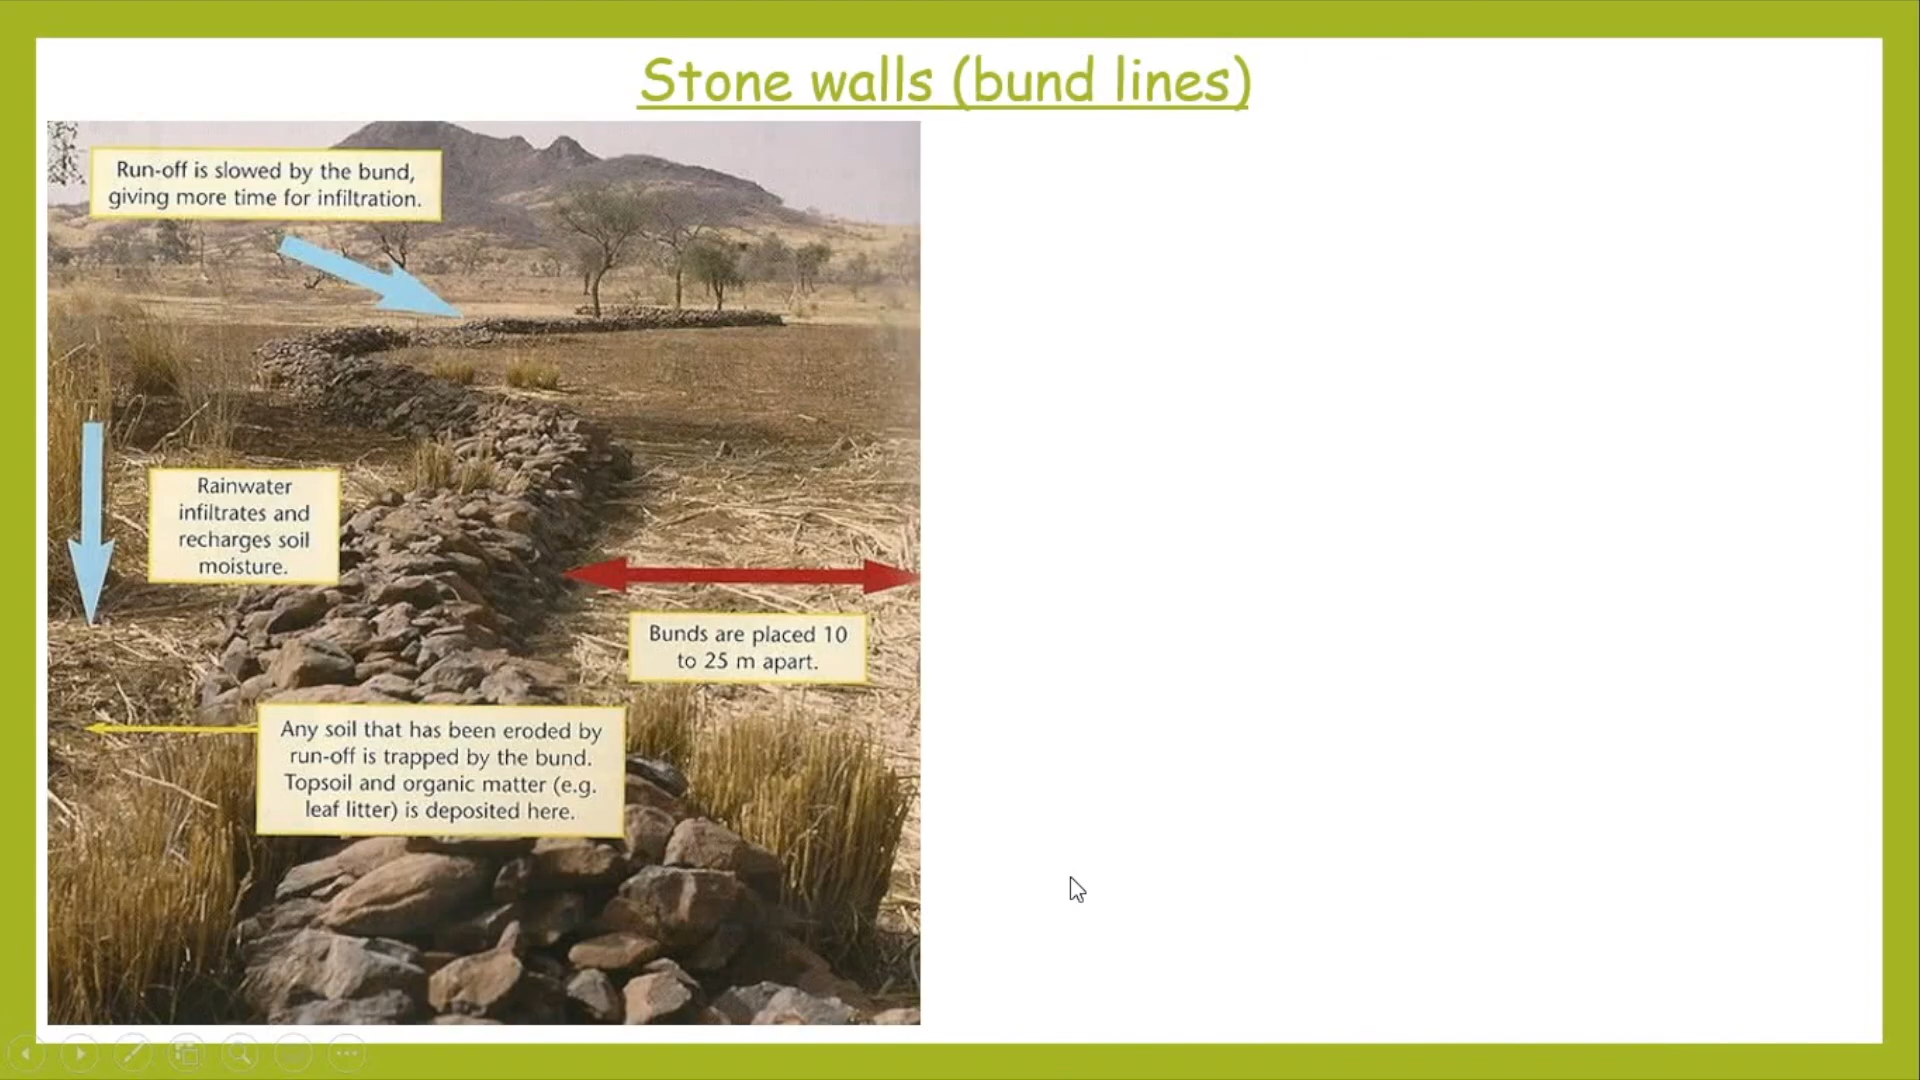 Stone walls (bund lines)
Run-off is slowed by the bund,
giving more time for infiltration.
Rainwater
infiltrates and
recharges soil
moisture.
Bunds are placed 10
to 25 m apart.
Any soil that has been eroded by
run-off is trapped by the bund.
Topsoil and organic matter (e.g.
leaf litter) is deposited here.